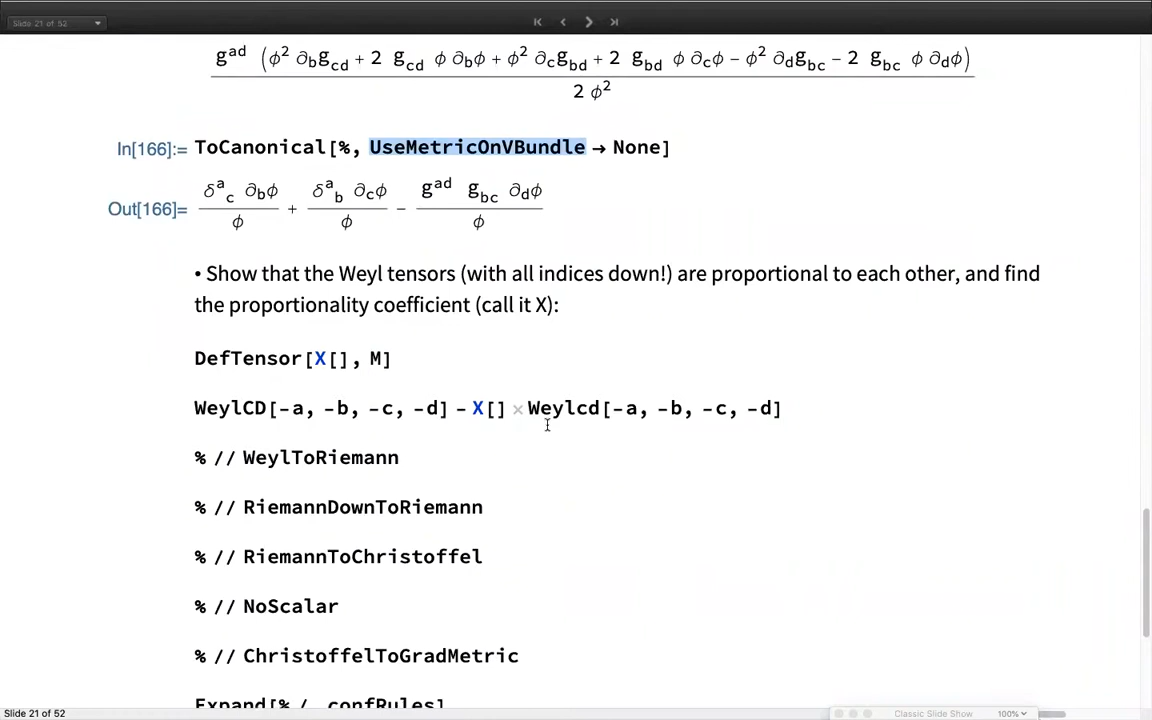 Slide 21 of 52
g^ad (ϕ² ∂_b g_cd + 2 g_cd ϕ ∂_b ϕ + ϕ² ∂_c g_bd + 2 g_bd ϕ ∂_c ϕ − ϕ² ∂_d g_bc − 2 g_bc ϕ ∂_d ϕ)
2 ϕ²
In[166]:= ToCanonical[%, UseMetricOnVBundle → None]
Out[166]= δ^a_c ∂_b ϕ / ϕ + δ^a_b ∂_c ϕ / ϕ − g^ad g_bc ∂_d ϕ / ϕ
• Show that the Weyl tensors (with all indices down!) are proportional to each other, and find
the proportionality coefficient (call it X):
DefTensor[X[], M]
WeylCD[-a, -b, -c, -d] - X[] × Weylcd[-a, -b, -c, -d]
% // WeylToRiemann
% // RiemannDownToRiemann
% // RiemannToChristoffel
% // NoScalar
% // ChristoffelToGradMetric
Expand[% /. confRules]
Slide 21 of 52
Classic Slide Show 100%